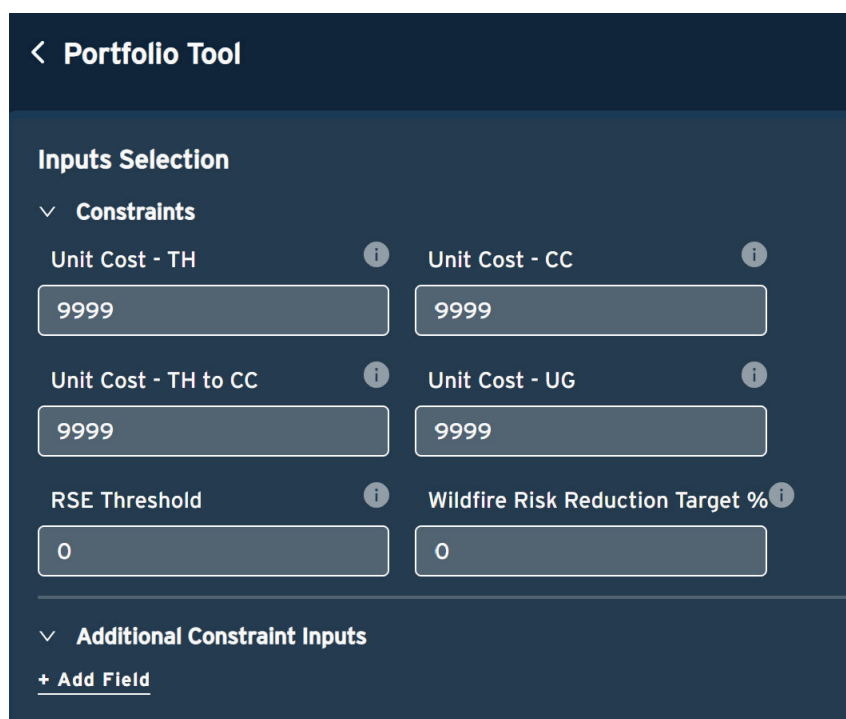 Portfolio Tool
Inputs Selection
Constraints
Unit Cost - TH
Unit Cost - CC
9999
9999
Unit Cost - TH to CC
Unit Cost - UG
9999
9999
RSE Threshold
Wildfire Risk Reduction Target %
0
0
Additional Constraint Inputs
+ Add Field